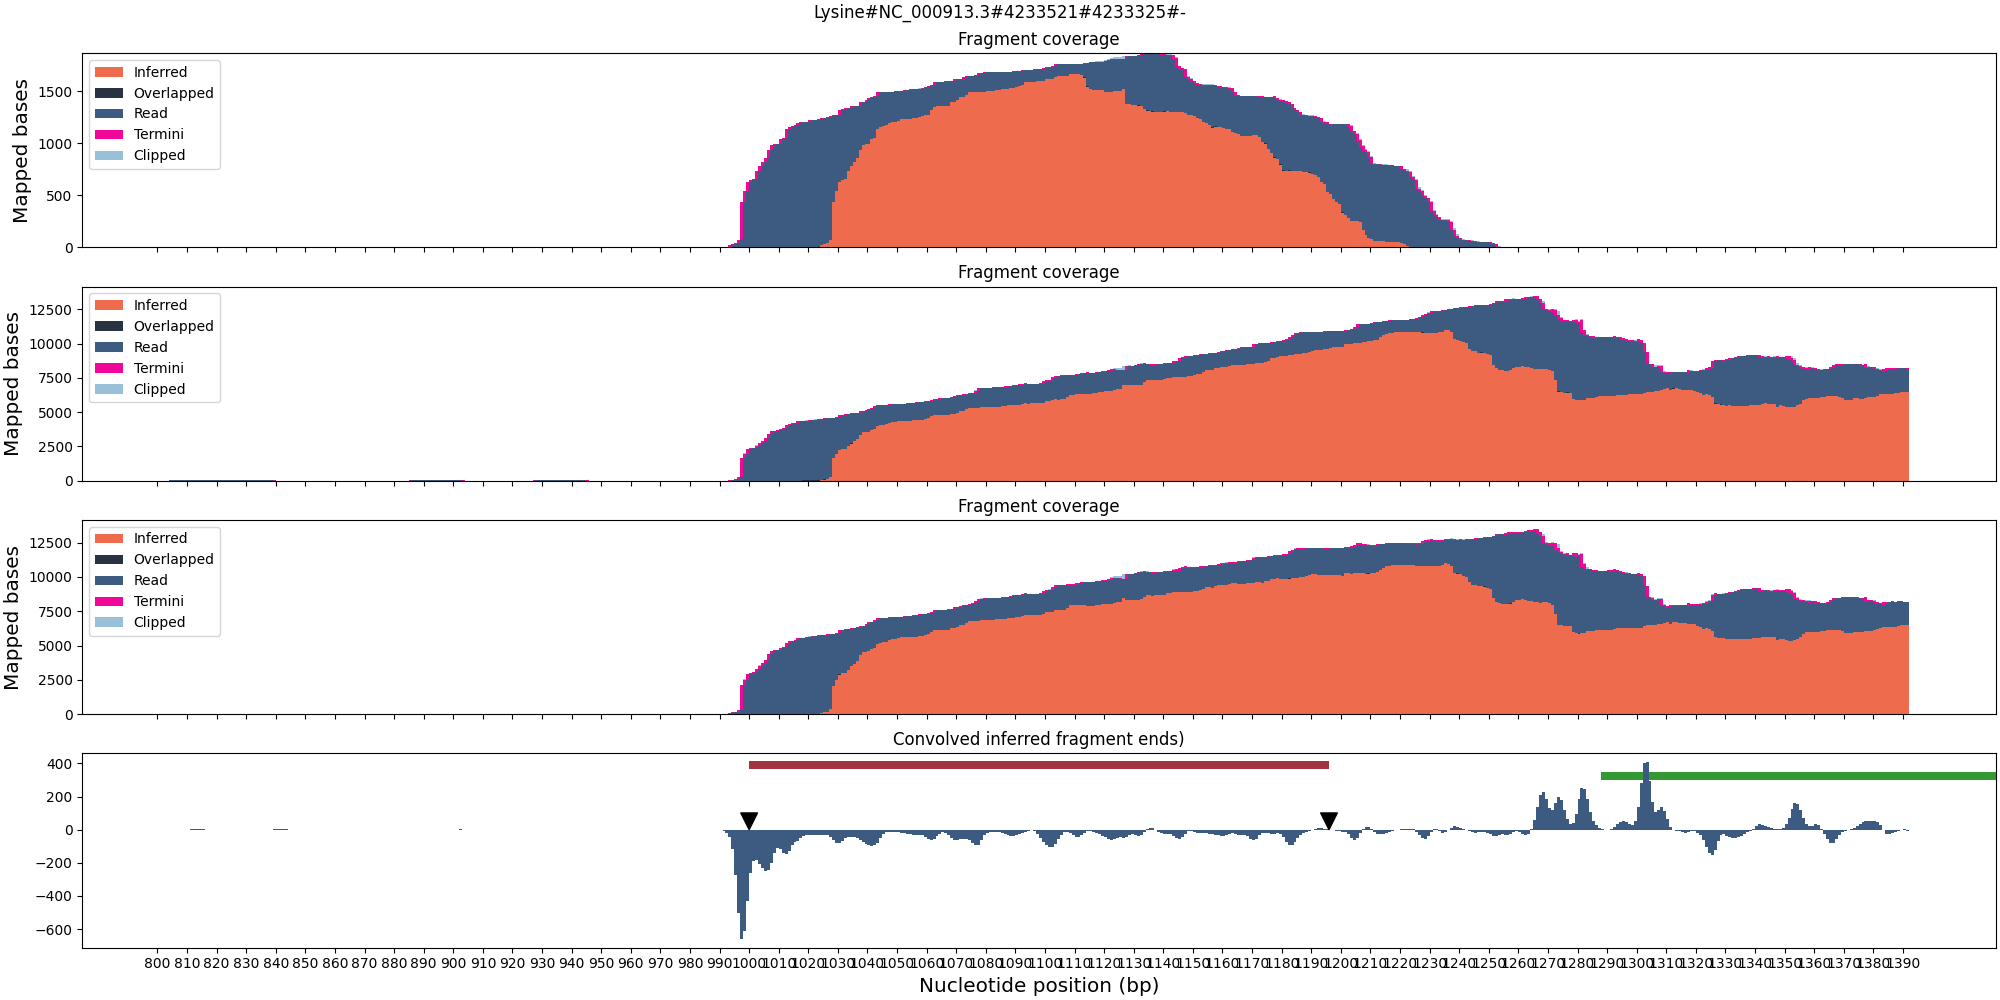 Lysine#NC_000913.3#4233521#4233325#-
Fragment coverage
Mapped bases
1500
1000
500
0
Inferred
Overlapped
Read
Termini
Clipped
Fragment coverage
Mapped bases
12500
10000
7500
5000
2500
0
Inferred
Overlapped
Read
Termini
Clipped
Fragment coverage
Mapped bases
12500
10000
7500
5000
2500
0
Inferred
Overlapped
Read
Termini
Clipped
Convolved inferred fragment ends)
400
200
0
−200
−400
−600
800 810 820 830 840 850 860 870 880 890 900 910 920 930 940 950 960 970 980 990 1000 1010 1020 1030 1040 1050 1060 1070 1080 1090 1100 1110 1120 1130 1140 1150 1160 1170 1180 1190 1200 1210 1220 1230 1240 1250 1260 1270 1280 1290 1300 1310 1320 1330 1340 1350 1360 1370 1380 1390
Nucleotide position (bp)